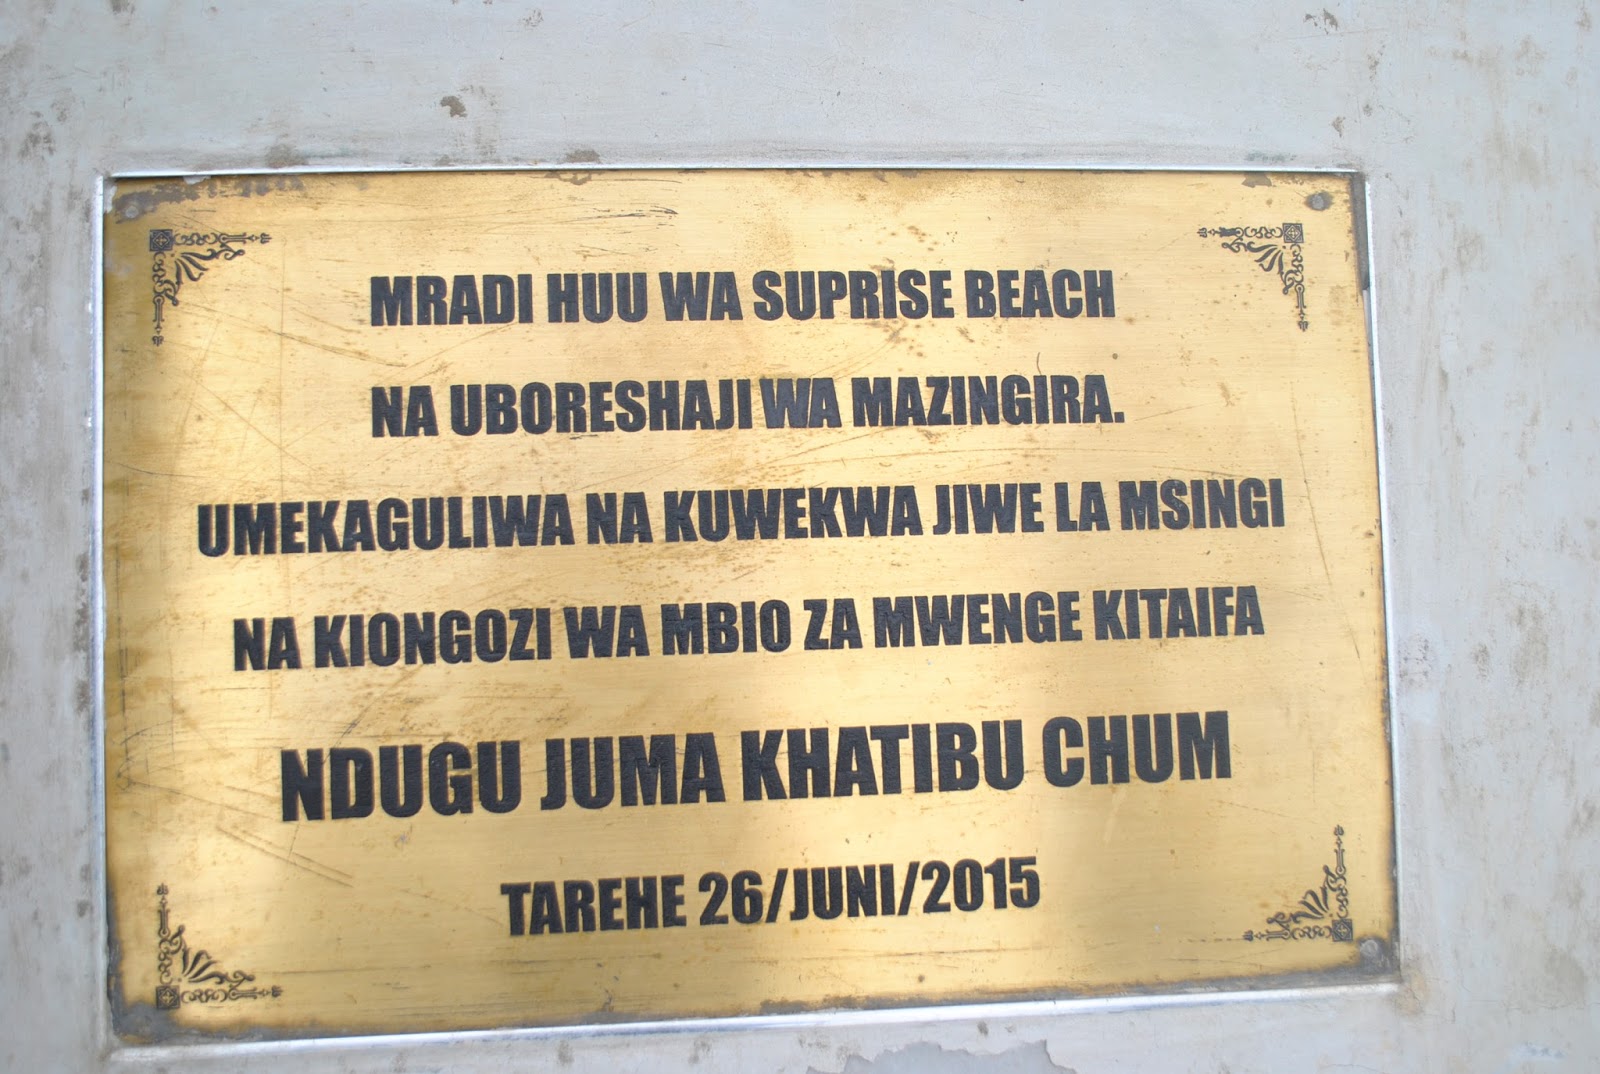 MRADI HUU WA SUPRISE BEACH
NA UBORESHAJI WA MAZINGIRA.
UMEKAGULIWA NA KUWEKWA JIWE LA MSINGI
NA KIONGOZI WA MBIO ZA MWENGE KITAIFA
NDUGU JUMA KHATIBU CHUM
TAREHE 26/JUNI/2015